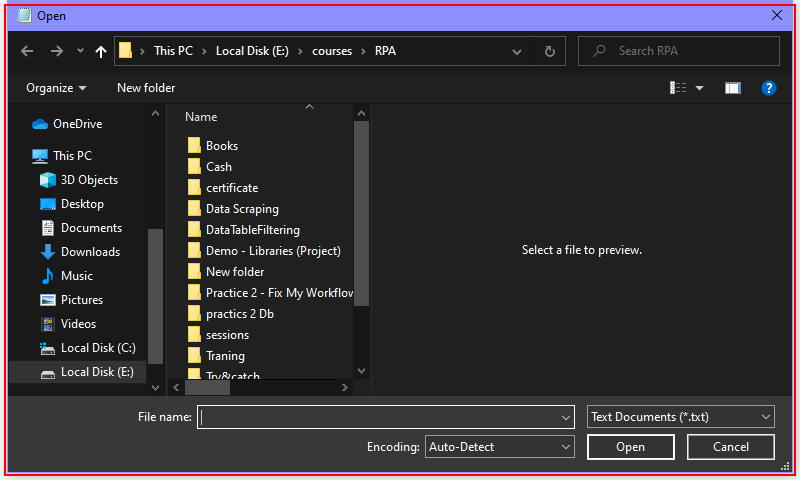 Open
This PC > Local Disk (E:) > courses > RPA
Search RPA
Organize
New folder
?
OneDrive
This PC
3D Objects
Desktop
Documents
Downloads
Music
Pictures
Videos
Local Disk (C:)
Local Disk (E:)
Name
Books
Cash
certificate
Data Scraping
DataTableFiltering
Demo - Libraries (Project)
New folder
Practice 2 - Fix My Workflow
practics 2 Db
sessions
Traning
Try&catch
Select a file to preview.
File name:
Text Documents (*.txt)
Encoding:
Auto-Detect
Open
Cancel